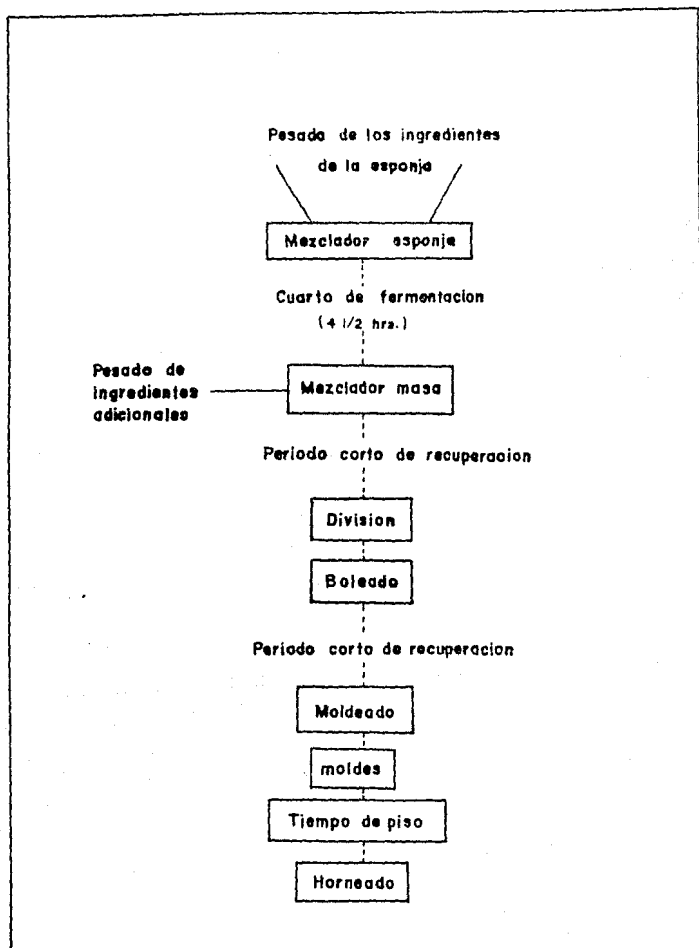 Pesado de los ingredientes
de la esponja
Mezclador esponja
Cuarto de fermentacion
(4 1/2 hrs.)
Pesado de
ingredientes
adicionales
Mezclador masa
Periodo corto de recuperacion
Division
Boleado
Periodo corto de recuperacion
Moldeado
moldes
Tiempo de piso
Horneado